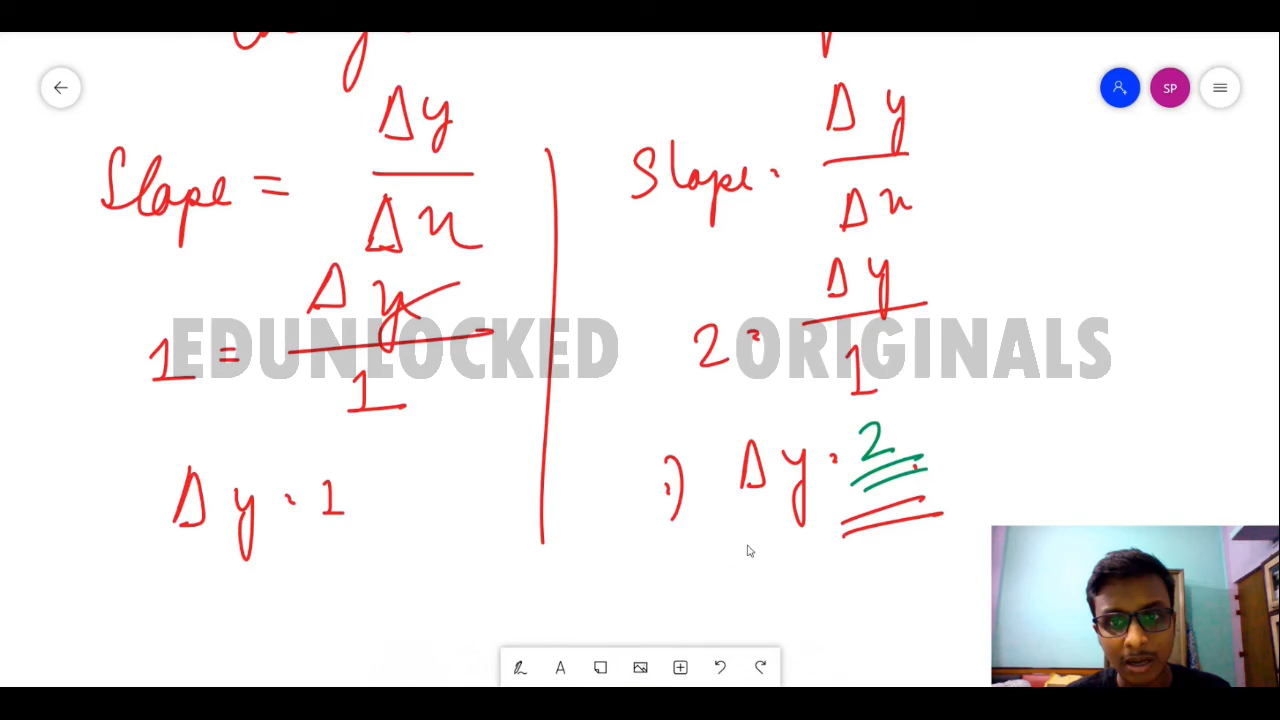 SP
Slope = Δy
Δx
1 = Δy
1
Δy = 1
Slope = Δy
Δx
2 = Δy
1
⇒ Δy = 2
EDUNLOCKED ORIGINALS
A